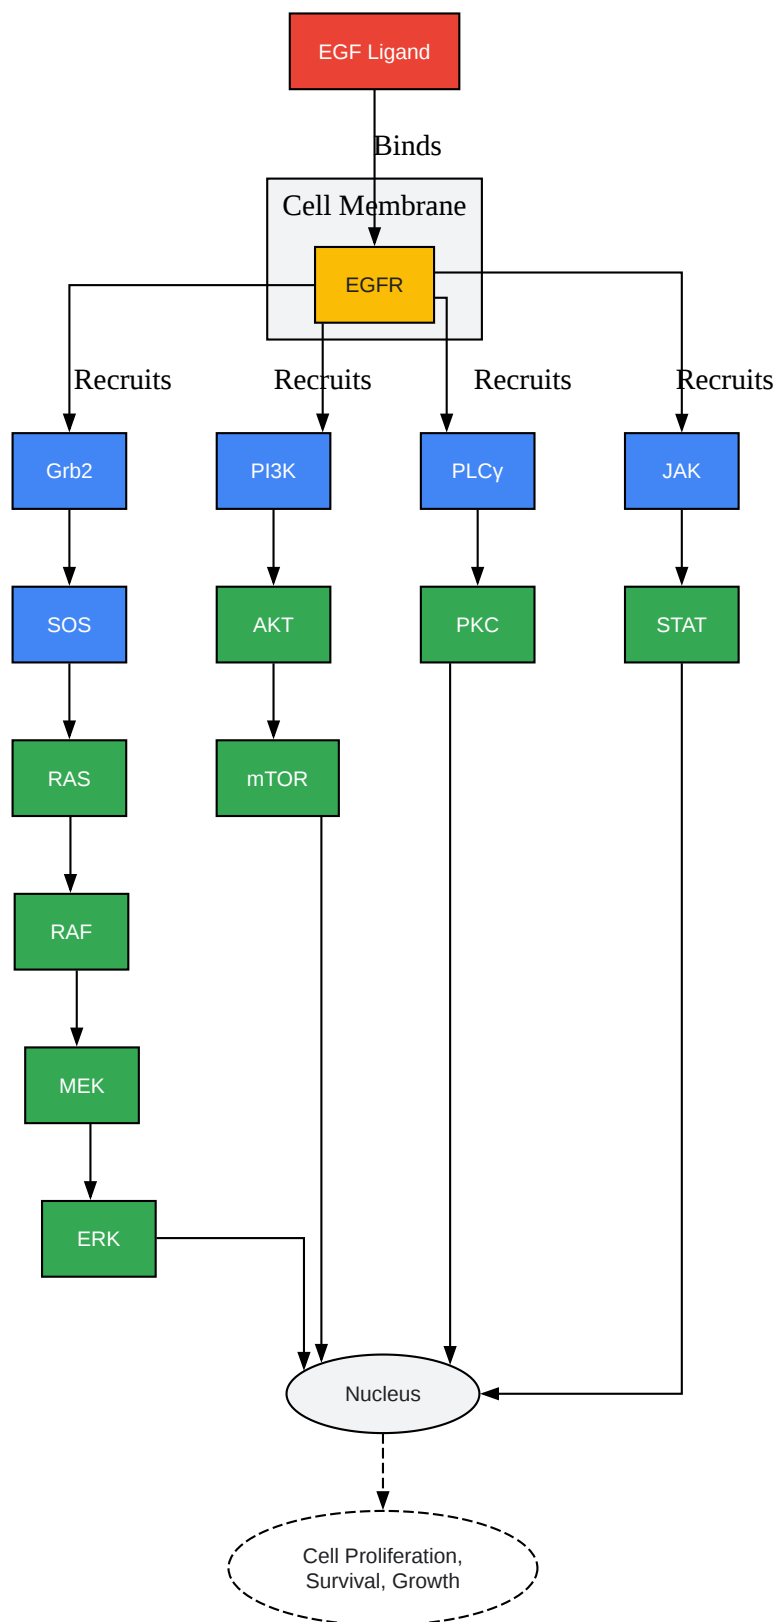 EGF Ligand
Binds
Cell Membrane
EGFR
Recruits
Recruits
Recruits
Recruits
Grb2
PI3K
PLCγ
JAK
SOS
AKT
PKC
STAT
RAS
mTOR
RAF
MEK
ERK
Nucleus
Cell Proliferation,
Survival, Growth